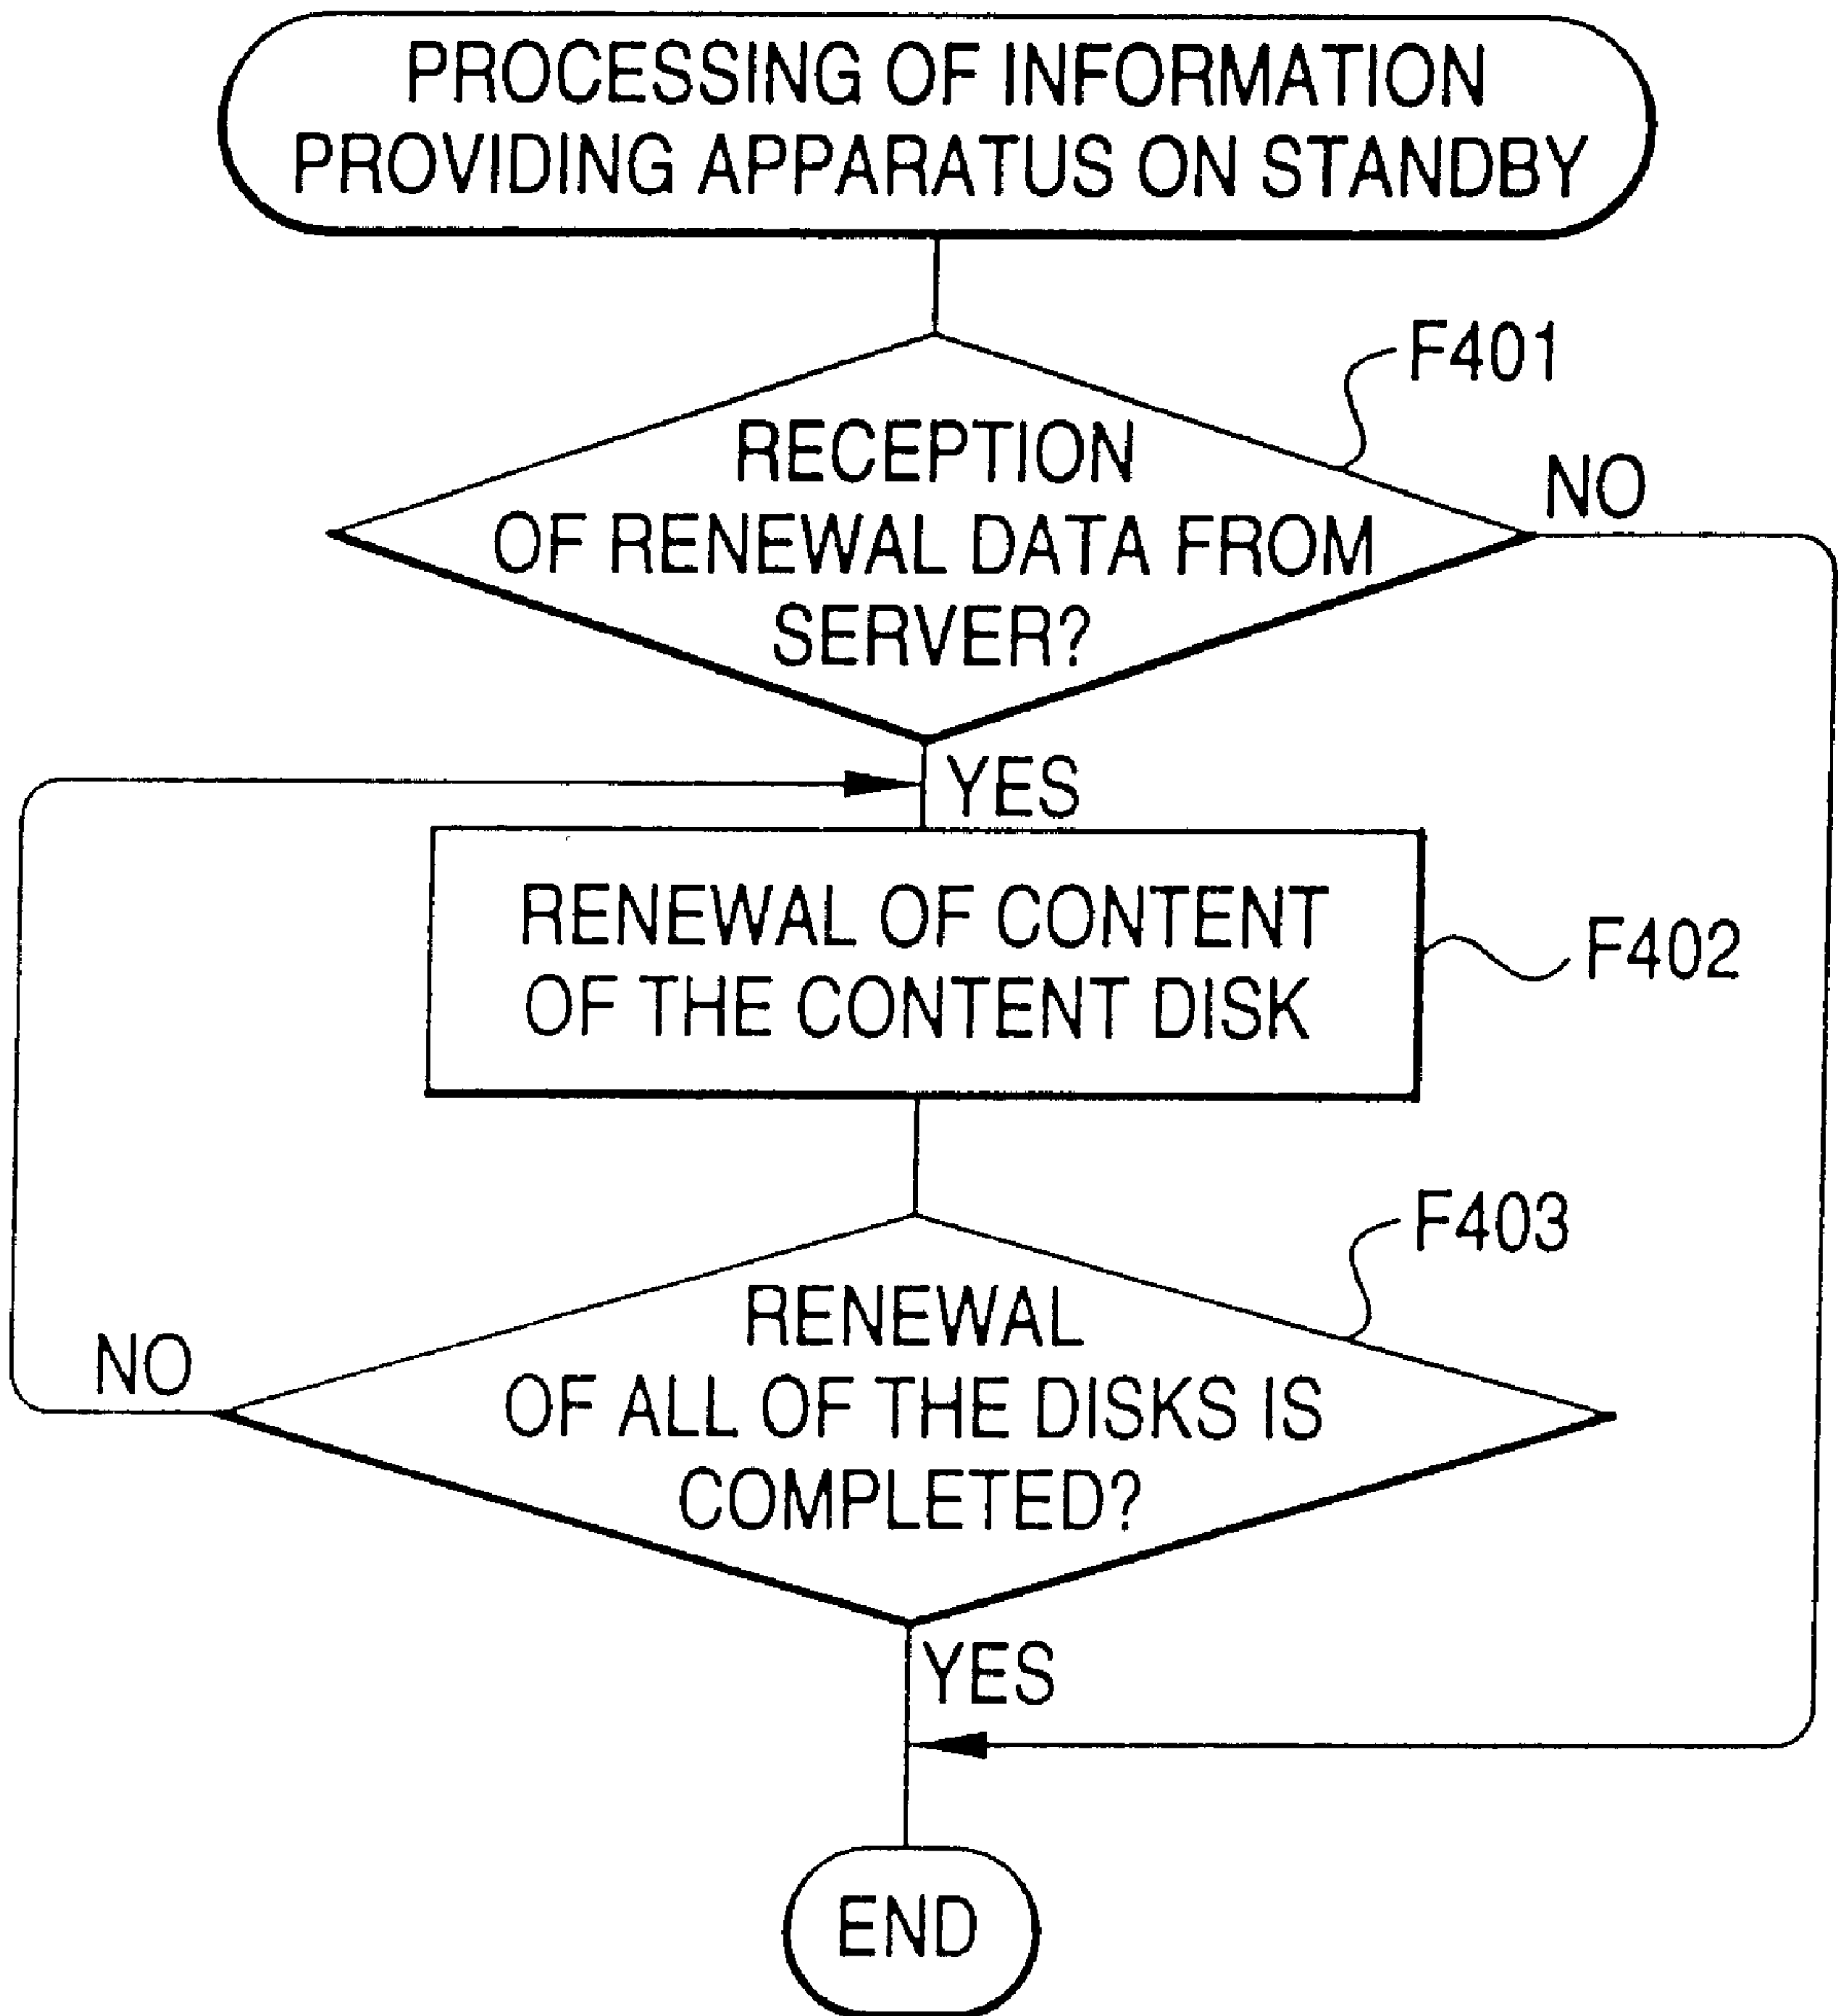 PROCESSING OF INFORMATION
PROVIDING APPARATUS ON STANDBY
F401
RECEPTION
OF RENEWAL DATA FROM
SERVER?
NO
YES
RENEWAL OF CONTENT
OF THE CONTENT DISK
F402
F403
RENEWAL
OF ALL OF THE DISKS IS
COMPLETED?
NO
YES
END